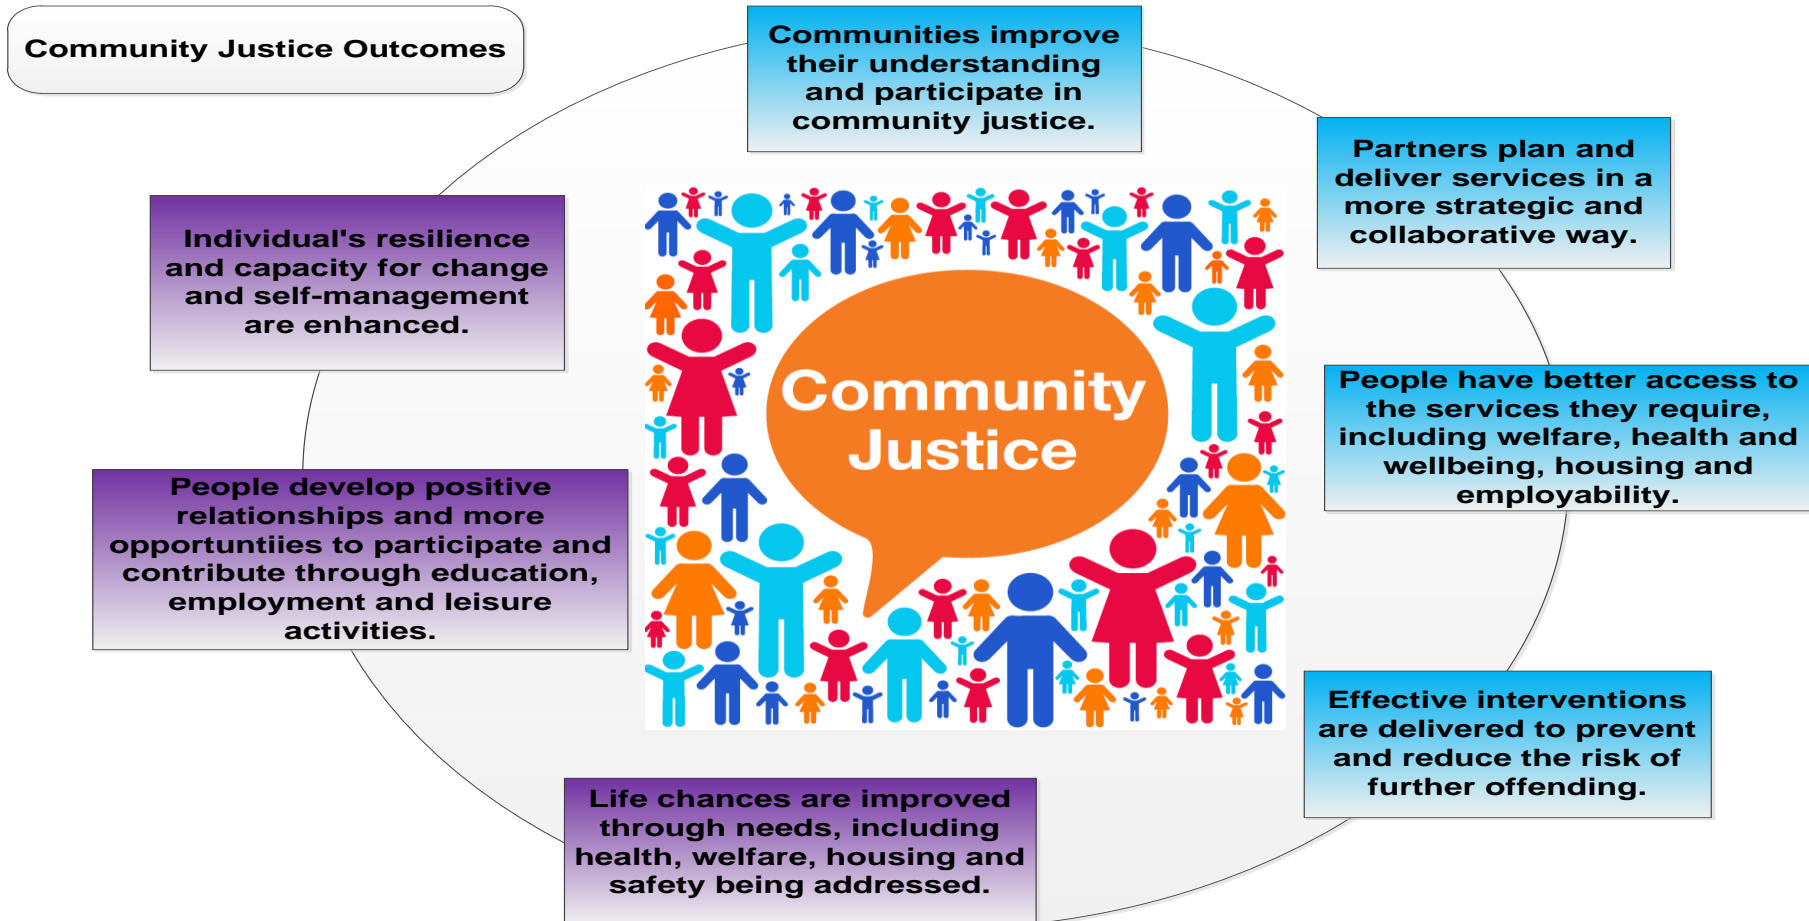 Community Justice Outcomes
Communities improve
their understanding
and participate in
community justice.
Partners plan and
deliver services in a
more strategic and
collaborative way.
Individual's resilience
and capacity for change
and self-management
are enhanced.
Community
Justice
People have better access to
the services they require,
including welfare, health and
wellbeing, housing and
employability.
People develop positive
relationships and more
opportuntiies to participate and
contribute through education,
employment and leisure
activities.
Effective interventions
are delivered to prevent
and reduce the risk of
further offending.
Life chances are improved
through needs, including
health, welfare, housing and
safety being addressed.